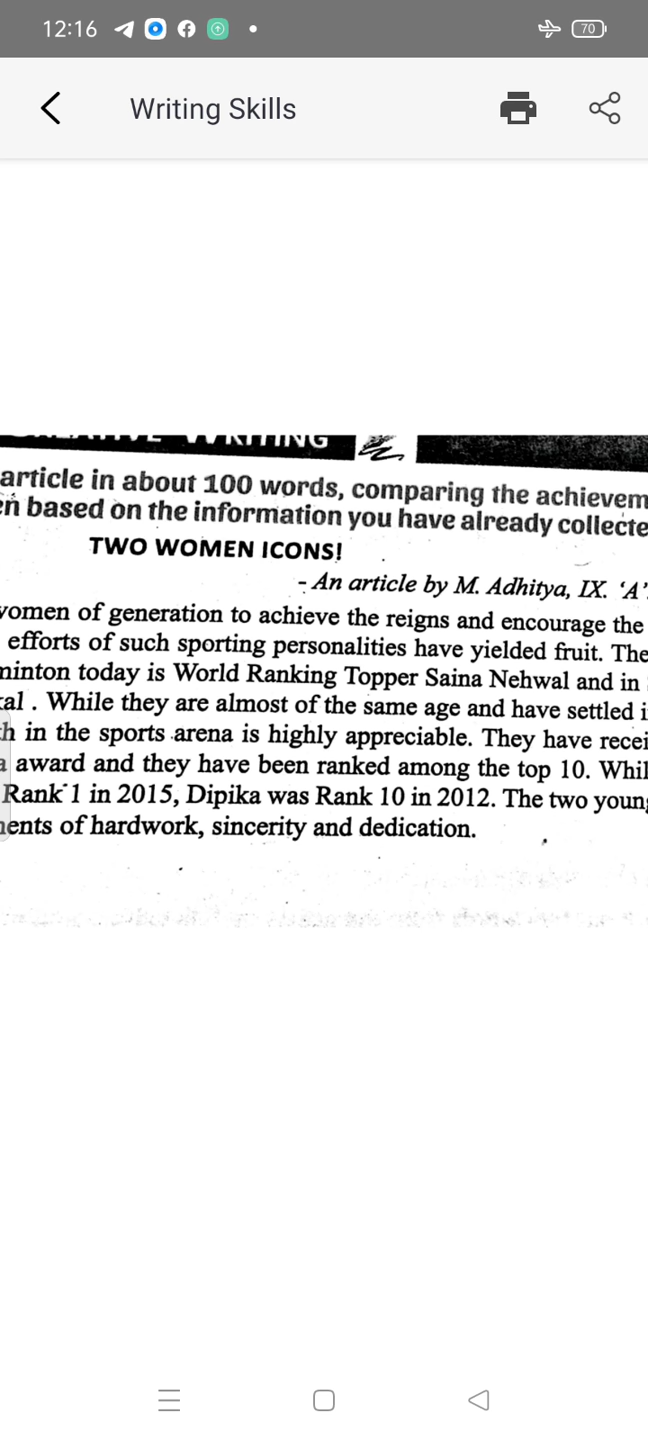 12:16
70
Writing Skills
WRITING
article in about 100 words, comparing the achievem
en based on the information you have already collecte
TWO WOMEN ICONS!
- An article by M. Adhitya, IX. ‘A’.
women of generation to achieve the reigns and encourage the
efforts of such sporting personalities have yielded fruit. The
minton today is World Ranking Topper Saina Nehwal and in
kal . While they are almost of the same age and have settled i
h in the sports arena is highly appreciable. They have recei
a award and they have been ranked among the top 10. Whil
Rank 1 in 2015, Dipika was Rank 10 in 2012. The two young
ents of hardwork, sincerity and dedication.